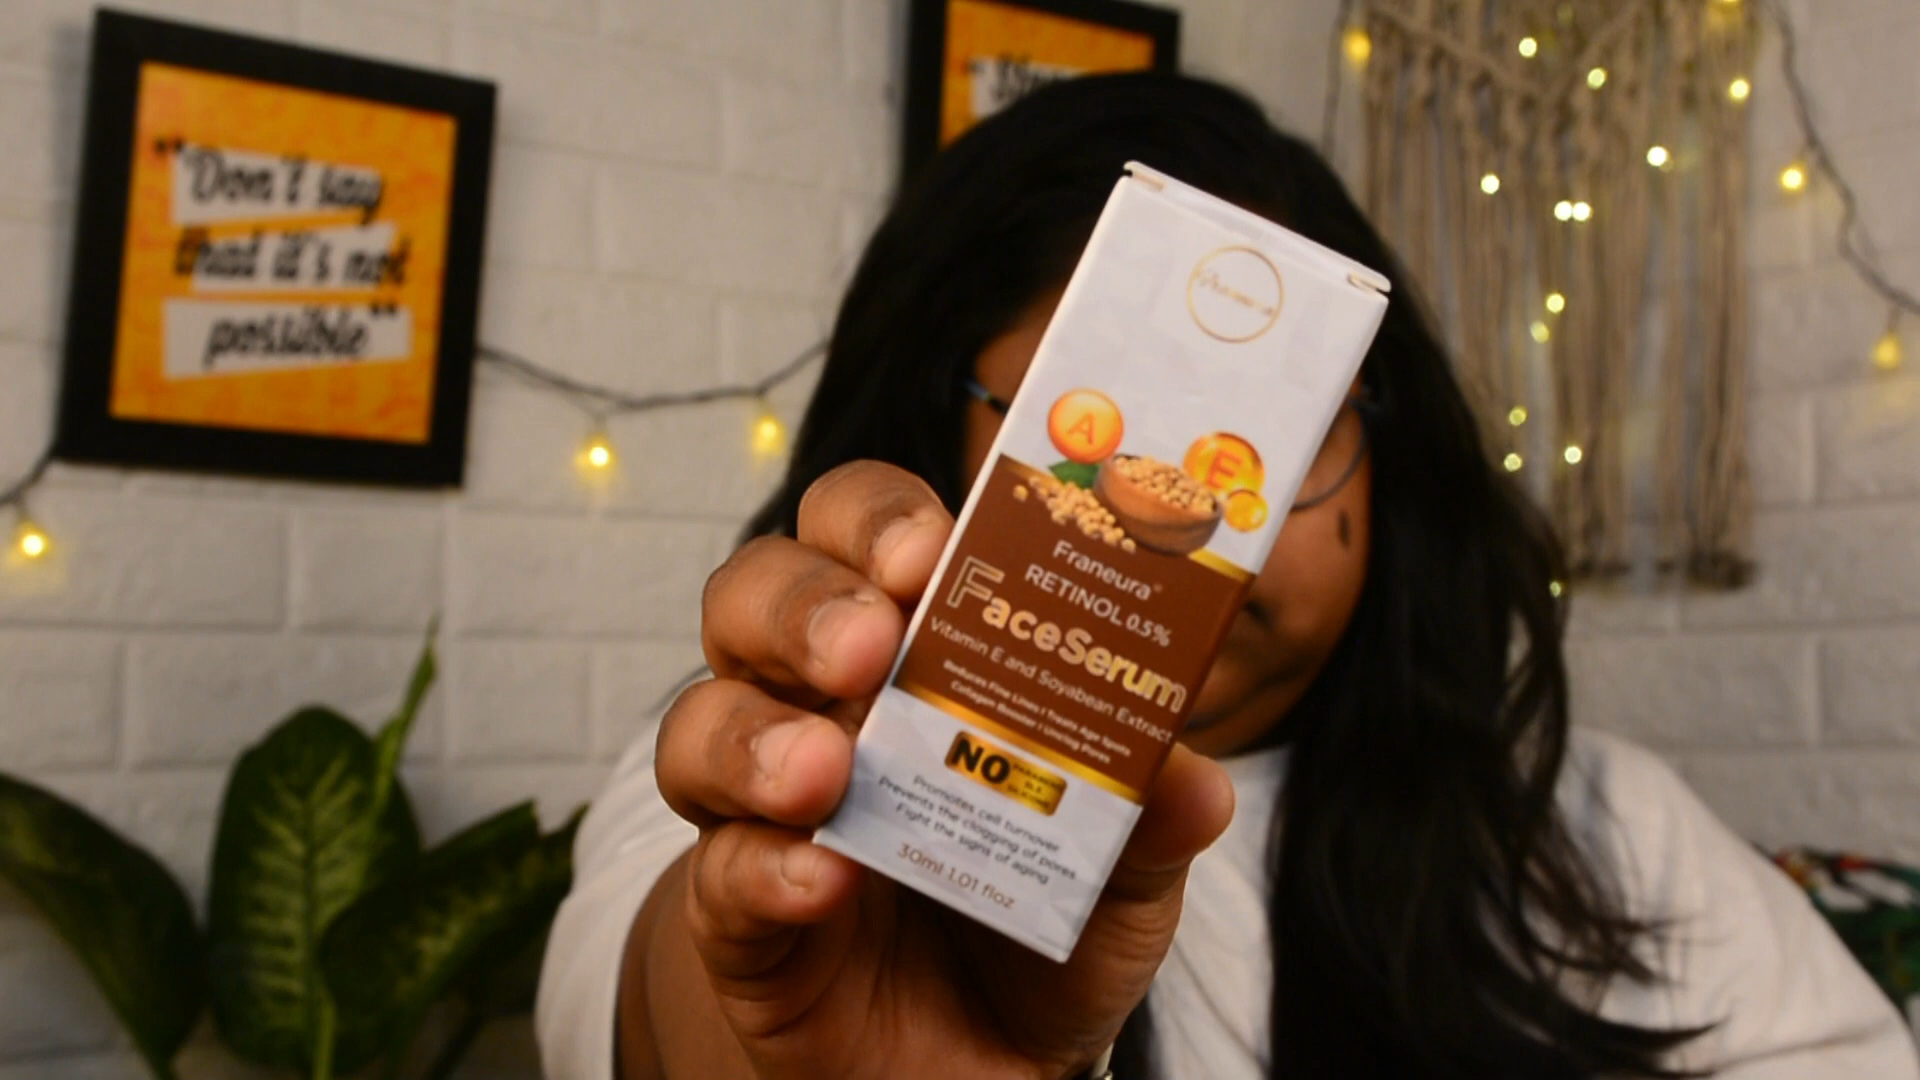 "Don't say
that it's not
possible"
A
E
Franeura®
RETINOL 0.5%
FaceSerum
Vitamin E and Soyabean Extract
Reduces Fine Lines I Treats Age Spots
Collagen Booster I Unclog Pores
NO
Promotes cell turnover
Prevents the clogging of pores
Fight the signs of aging
30ml 1.01 floz